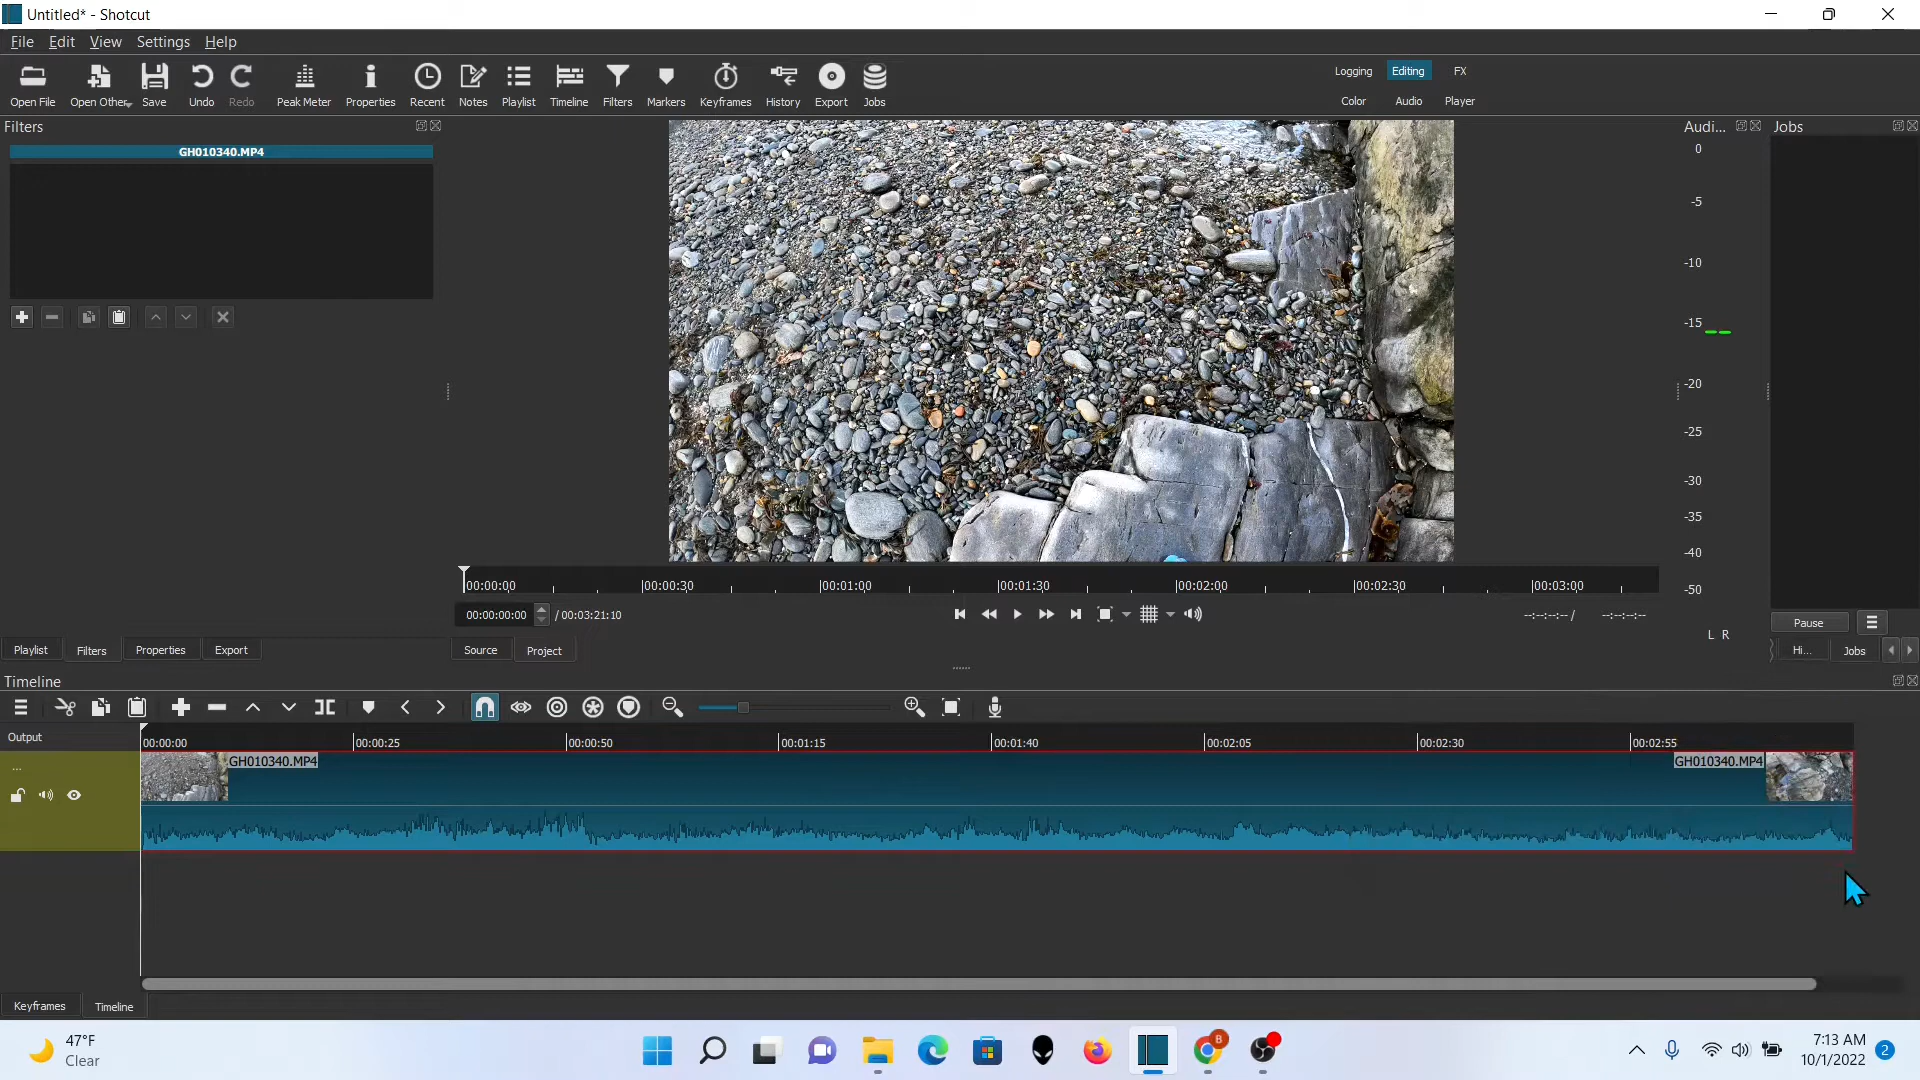 Untitled* - Shotcut
File Edit View Settings Help
Open File Open Other... Save Undo Redo Peak Meter Properties Recent Notes Playlist Timeline Filters Markers Keyframes History Export Jobs
Logging Editing FX
Color Audio Player
Filters
GH010340.MP4
Audi...
Jobs
0
-5
-10
-15
-20
-25
-30
-35
-40
-50
L R
00:00:00 00:00:30 00:01:00 00:01:30 00:02:00 00:02:30 00:03:00
00:00:00:00 / 00:03:21:10
--:--:--:-- / --:--:--:--
Pause
Playlist Filters Properties Export
Source Project
Hi... Jobs
Timeline
Output
00:00:00 00:00:25 00:00:50 00:01:15 00:01:40 00:02:05 00:02:30 00:02:55
...
GH010340.MP4 GH010340.MP4
Keyframes Timeline
47°F
Clear
B
7:13 AM
10/1/2022
2